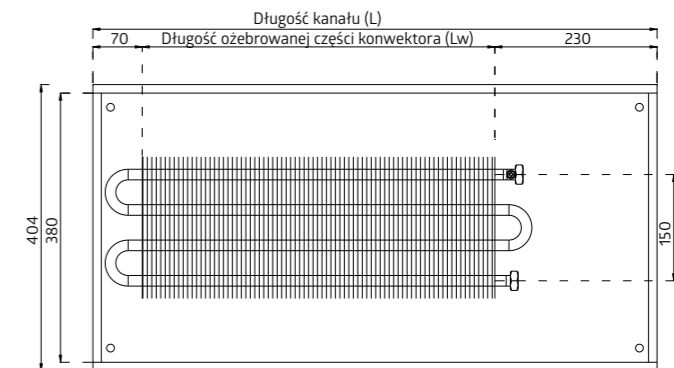 Długość kanału (L)
70
Długość ożebrowanej części konwektora (Lw)
230
404
380
150